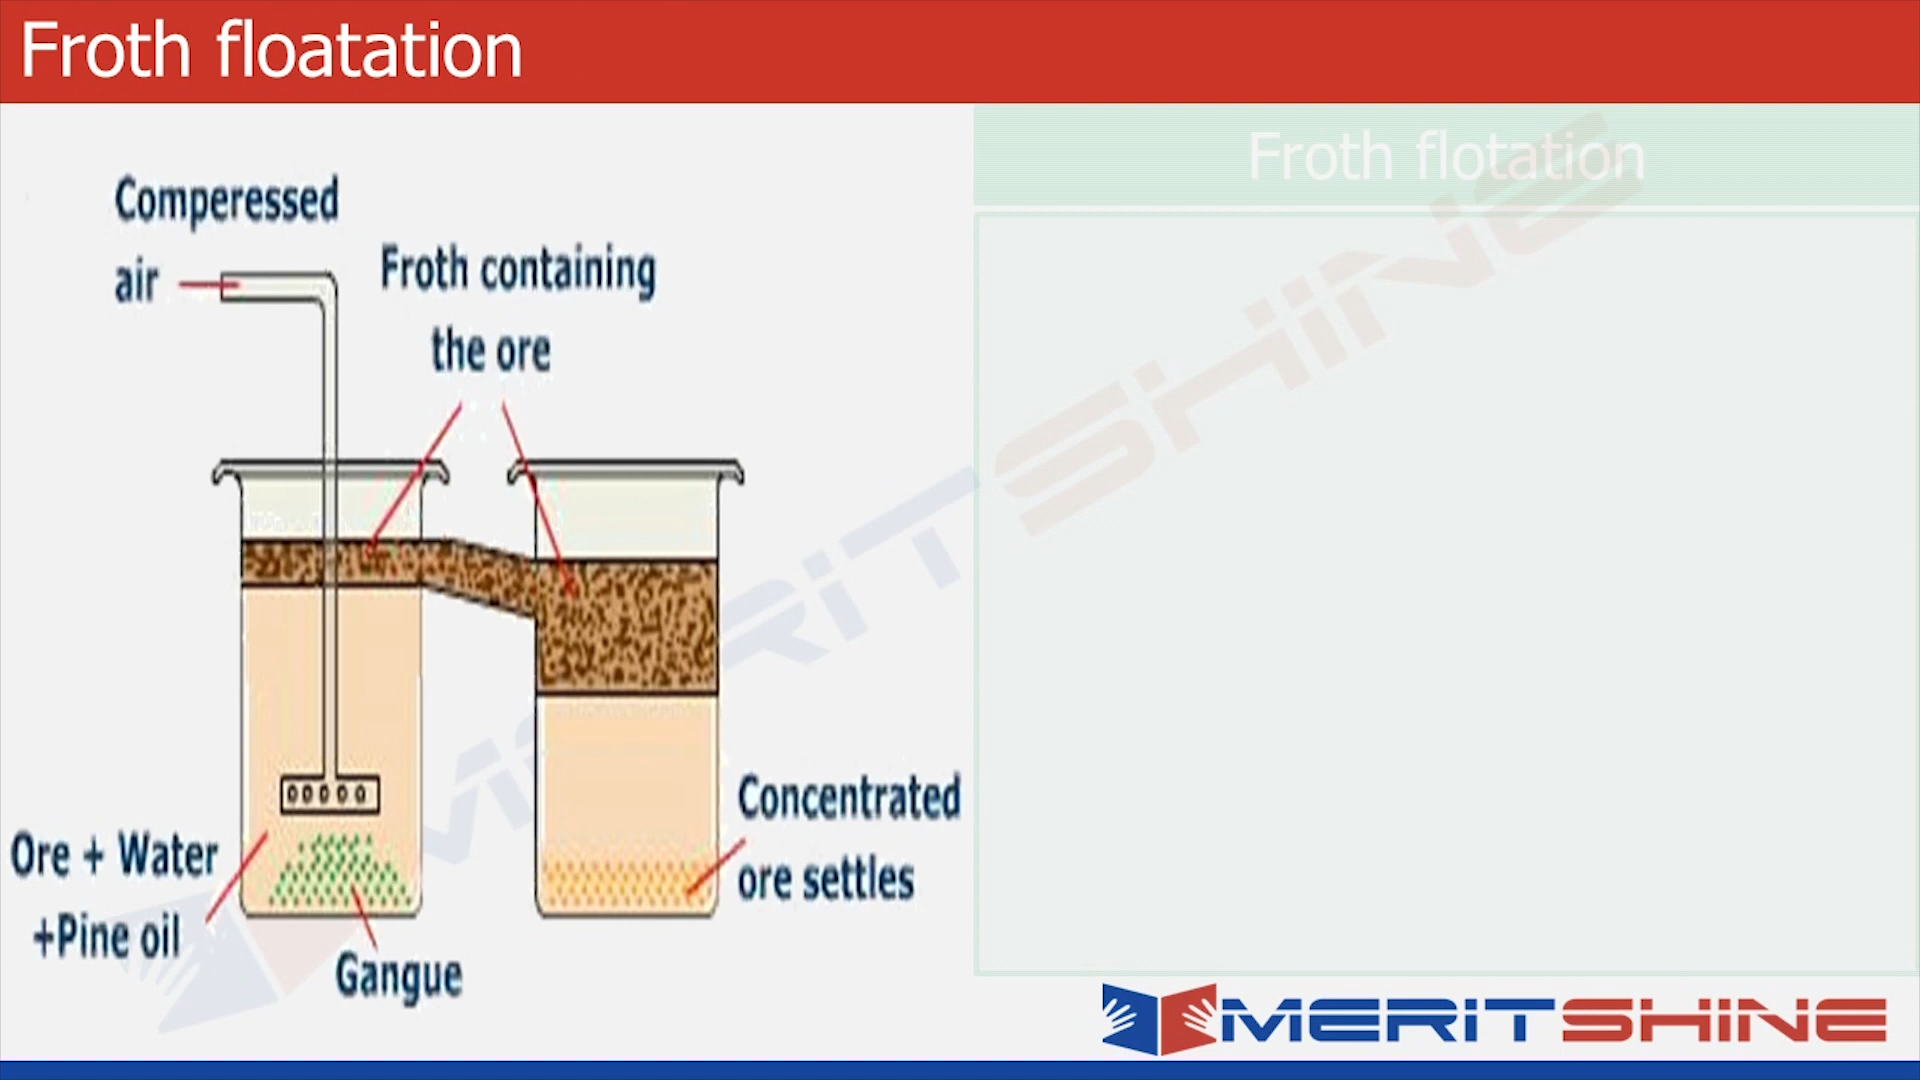 Froth floatation
Froth flotation
Comperessed
air
Froth containing
the ore
Concentrated
ore settles
Ore + Water
+Pine oil
Gangue
MERITSHINE
MERITSHINE